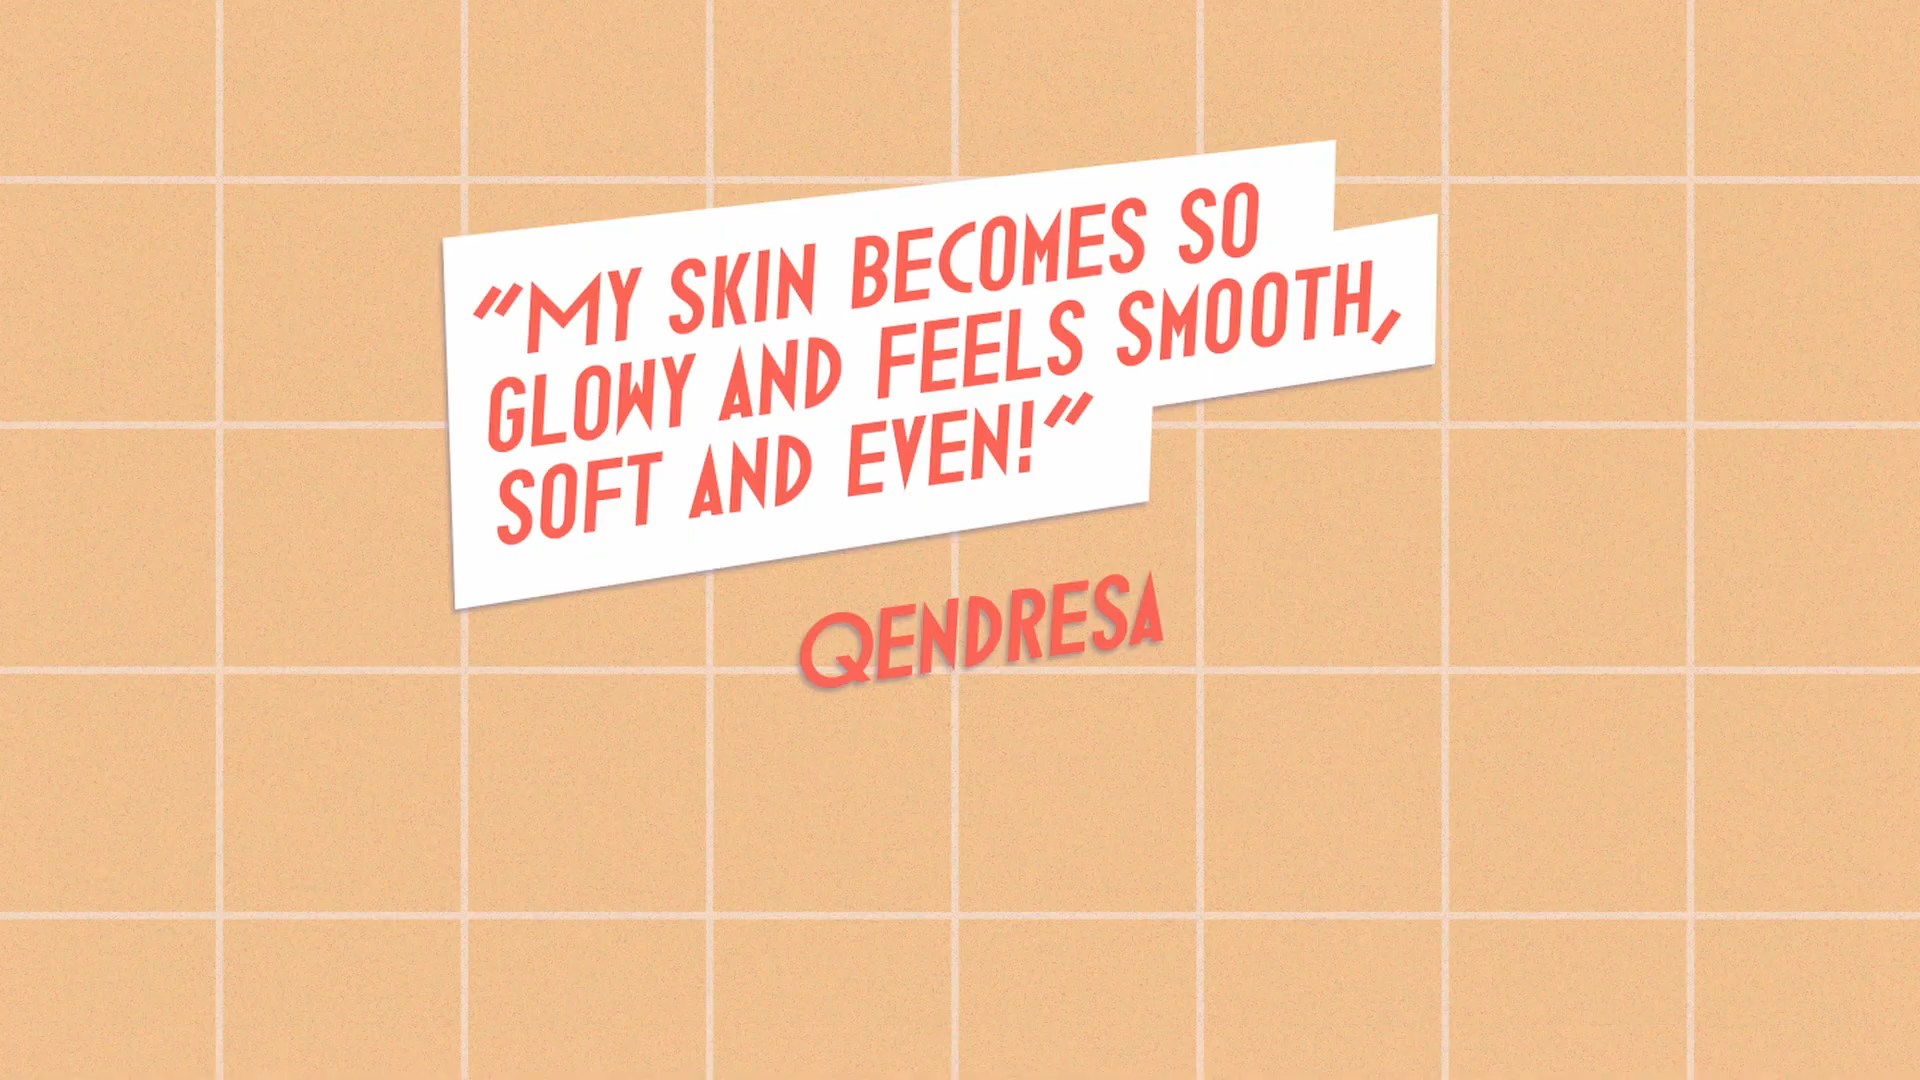 “MY SKIN BECOMES SO
GLOWY AND FEELS SMOOTH,
SOFT AND EVEN!”
QENDRESA